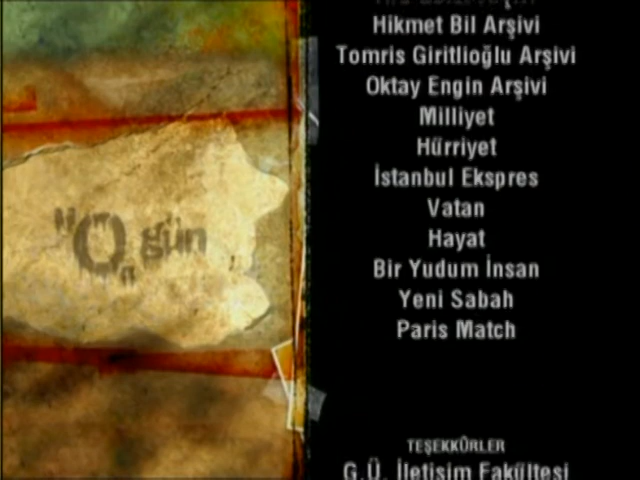 "O" gün
Hikmet Bil Arşivi
Tomris Giritlioğlu Arşivi
Oktay Engin Arşivi
Milliyet
Hürriyet
İstanbul Ekspres
Vatan
Hayat
Bir Yudum İnsan
Yeni Sabah
Paris Match
TEŞEKKÜRLER
G.Ü. İletişim Fakültesi